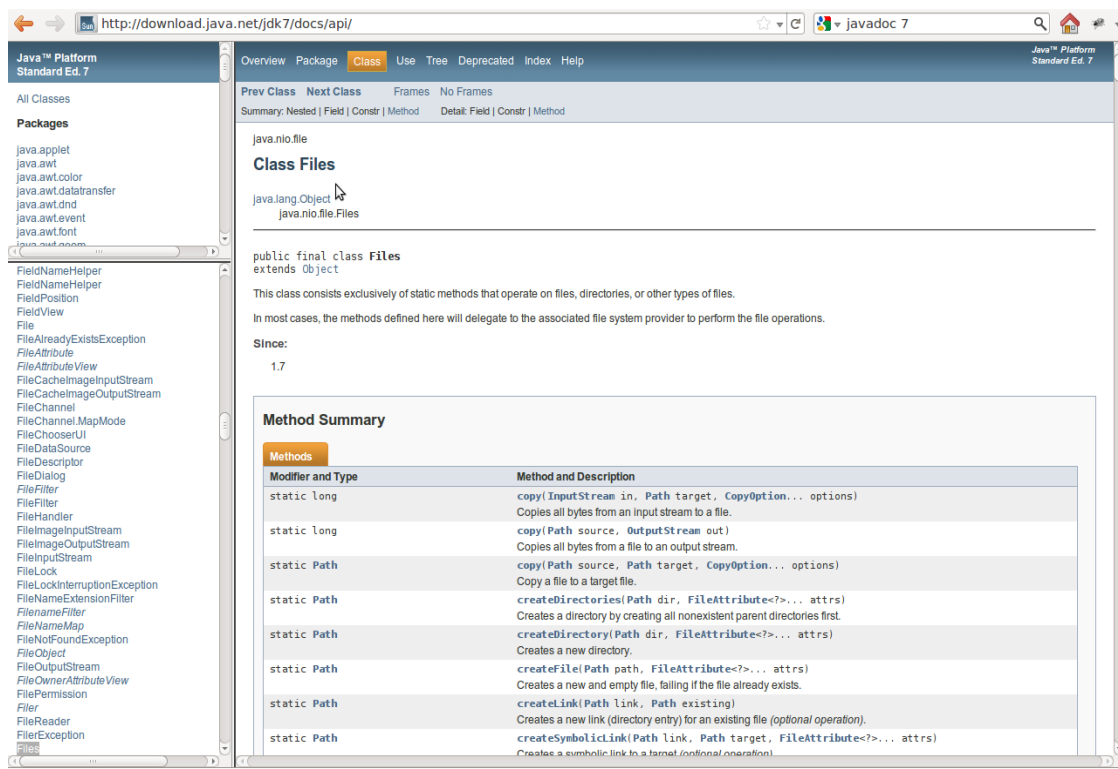 http://download.java.net/jdk7/docs/api/
javadoc 7
Java™ Platform
Standard Ed. 7
All Classes
Packages
java.applet
java.awt
java.awt.color
java.awt.datatransfer
java.awt.dnd
java.awt.event
java.awt.font
java.awt.geom
FieldNameHelper
FieldNameHelper
FieldPosition
FieldView
File
FileAlreadyExistsException
FileAttribute
FileAttributeView
FileCacheImageInputStream
FileCacheImageOutputStream
FileChannel
FileChannel.MapMode
FileChooserUI
FileDataSource
FileDescriptor
FileDialog
FileFilter
FileFilter
FileHandler
FileImageInputStream
FileImageOutputStream
FileInputStream
FileLock
FileLockInterruptionException
FileNameExtensionFilter
FilenameFilter
FileNameMap
FileNotFoundException
FileObject
FileOutputStream
FileOwnerAttributeView
FilePermission
Filer
FileReader
FilerException
Files
Overview Package Class Use Tree Deprecated Index Help
Java™ Platform
Standard Ed. 7
Prev Class Next Class Frames No Frames
Summary: Nested | Field | Constr | Method Detail: Field | Constr | Method
java.nio.file
Class Files
java.lang.Object
java.nio.file.Files
public final class Files
extends Object
This class consists exclusively of static methods that operate on files, directories, or other types of files.
In most cases, the methods defined here will delegate to the associated file system provider to perform the file operations.
Since:
1.7
Method Summary
Methods
Modifier and Type Method and Description
static long copy(InputStream in, Path target, CopyOption... options)
Copies all bytes from an input stream to a file.
static long copy(Path source, OutputStream out)
Copies all bytes from a file to an output stream.
static Path copy(Path source, Path target, CopyOption... options)
Copy a file to a target file.
static Path createDirectories(Path dir, FileAttribute<?>... attrs)
Creates a directory by creating all nonexistent parent directories first.
static Path createDirectory(Path dir, FileAttribute<?>... attrs)
Creates a new directory.
static Path createFile(Path path, FileAttribute<?>... attrs)
Creates a new and empty file, failing if the file already exists.
static Path createLink(Path link, Path existing)
Creates a new link (directory entry) for an existing file (optional operation).
static Path createSymbolicLink(Path link, Path target, FileAttribute<?>... attrs)
Creates a symbolic link to a target (optional operation).